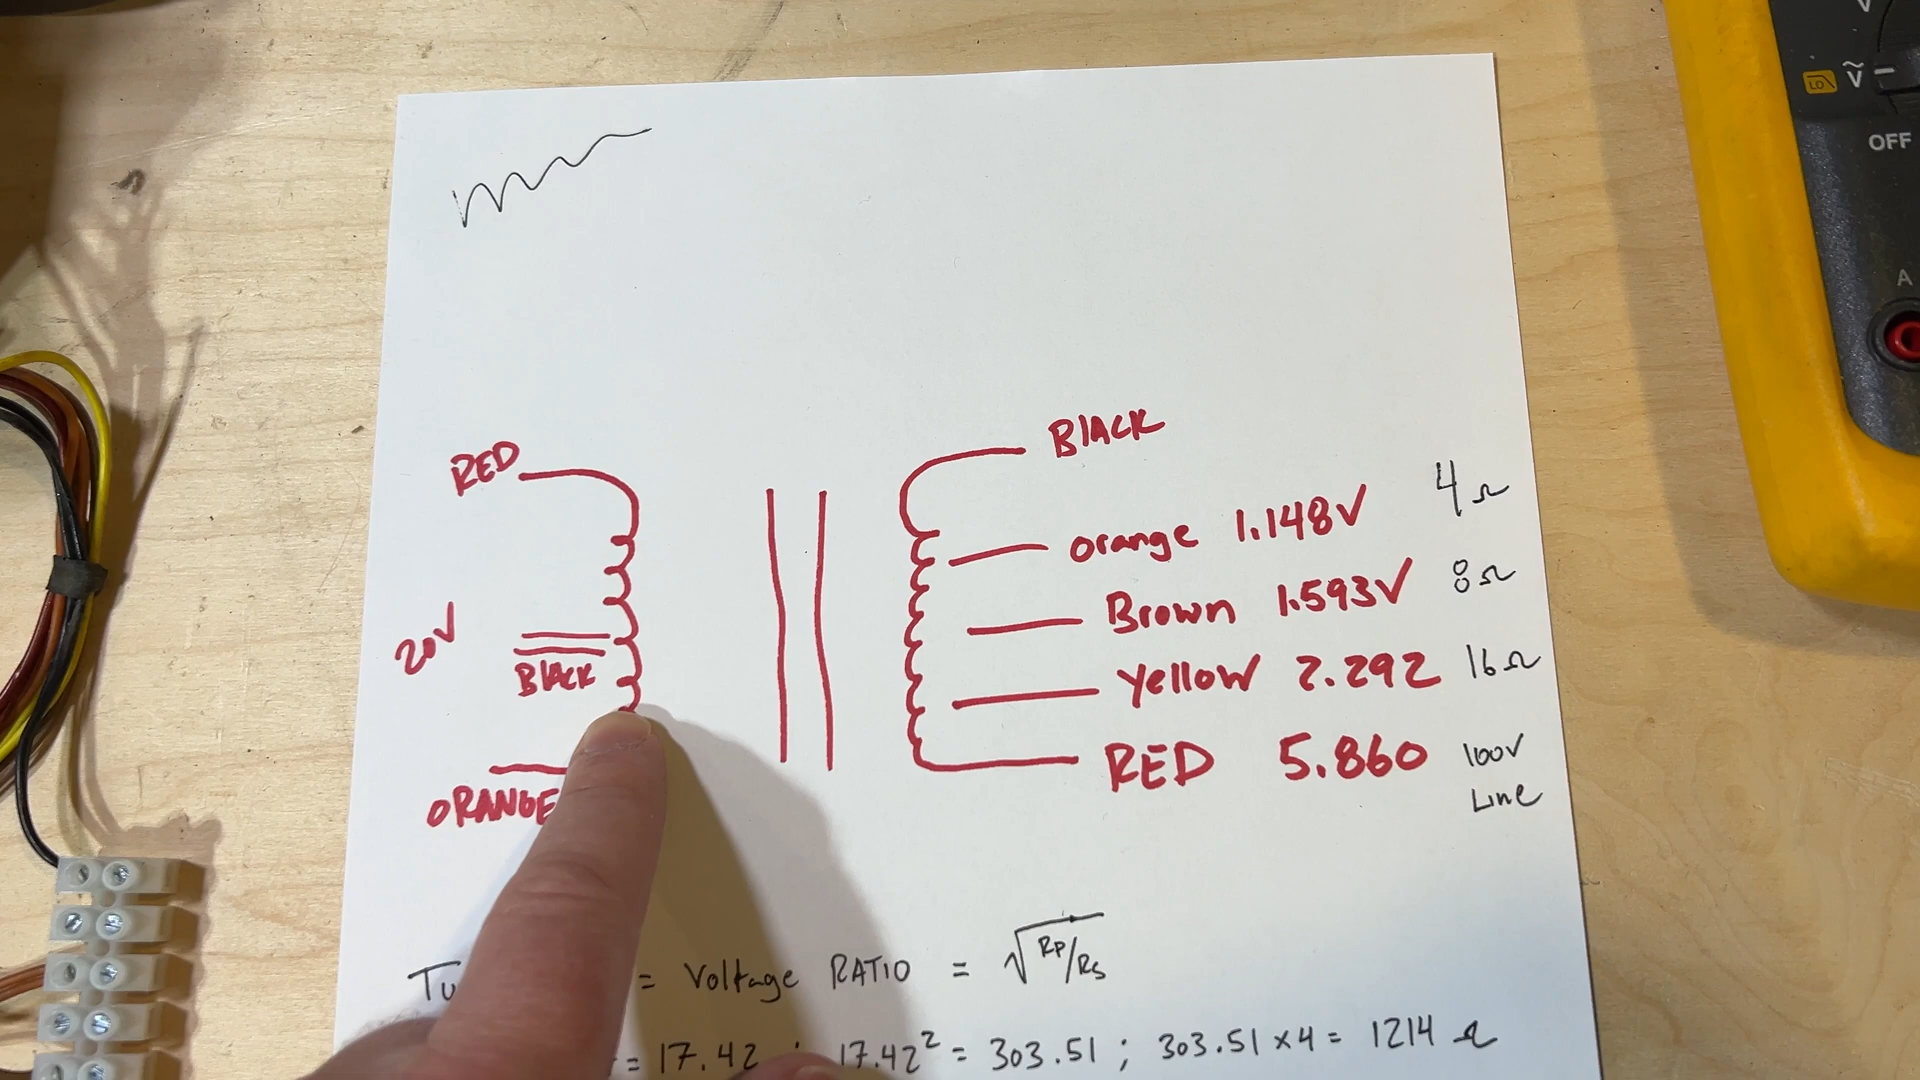 BLACK
RED
orange 1.148V 4Ω
Brown 1.593V 8Ω
20V
BLACK
yellow 2.292 16Ω
RED 5.860 100V Line
ORANGE
= Voltage RATIO = √Rp/Rs
= 17.42 ; 17.42² = 303.51 ; 303.51 x 4 = 1214 Ω
LO Ṽ
V
OFF
A